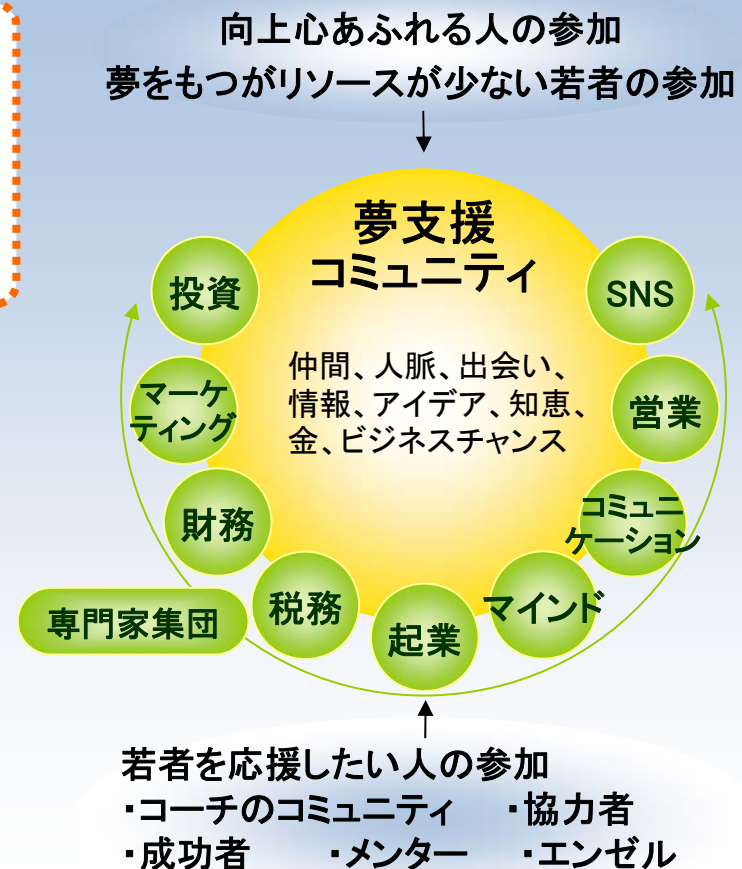 向上心あふれる人の参加
夢をもつがリソースが少ない若者の参加
夢支援
コミュニティ
仲間、人脈、出会い、
情報、アイデア、知恵、
金、ビジネスチャンス
投資
マーケ
ティング
財務
税務
起業
マインド
コミュニ
ケーション
営業
SNS
専門家集団
若者を応援したい人の参加
・コーチのコミュニティ　・協力者
・成功者　・メンター　・エンゼル